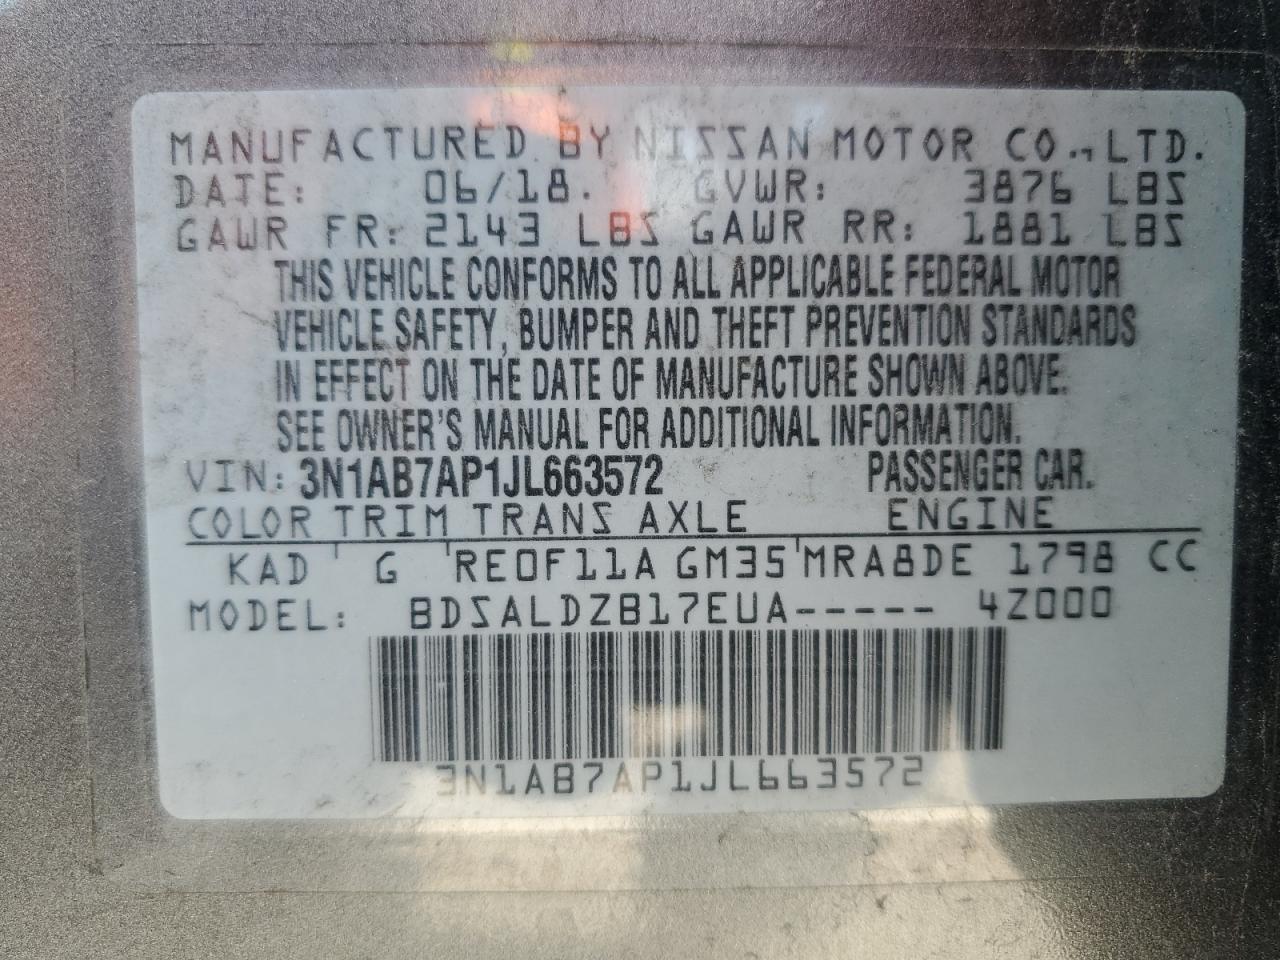 MANUFACTURED BY NISSAN MOTOR CO., LTD.
DATE: 06/18. GVWR: 3876 LBS
GAWR FR: 2143 LBS GAWR RR: 1881 LBS
THIS VEHICLE CONFORMS TO ALL APPLICABLE FEDERAL MOTOR
VEHICLE SAFETY, BUMPER AND THEFT PREVENTION STANDARDS
IN EFFECT ON THE DATE OF MANUFACTURE SHOWN ABOVE.
SEE OWNER'S MANUAL FOR ADDITIONAL INFORMATION.
VIN: 3N1AB7AP1JL663572 PASSENGER CAR.
COLOR TRIM TRANS AXLE ENGINE
KAD G RE0F11A GM35 MRA8DE 1798 CC
MODEL: BDSALDZB17EUA----- 4Z000
3N1AB7AP1JL663572